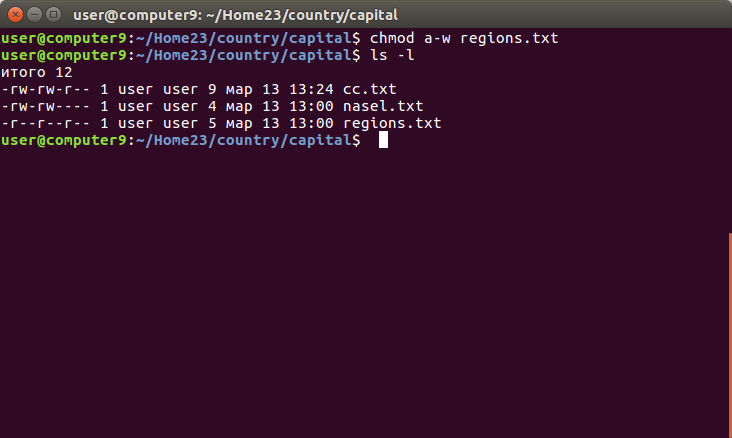 user@computer9: ~/Home23/country/capital
user@computer9:~/Home23/country/capital$ chmod a-w regions.txt
user@computer9:~/Home23/country/capital$ ls -l
итого 12
-rw-rw-r-- 1 user user 9 мар 13 13:24 cc.txt
-rw-rw---- 1 user user 4 мар 13 13:00 nasel.txt
-r--r--r-- 1 user user 5 мар 13 13:00 regions.txt
user@computer9:~/Home23/country/capital$